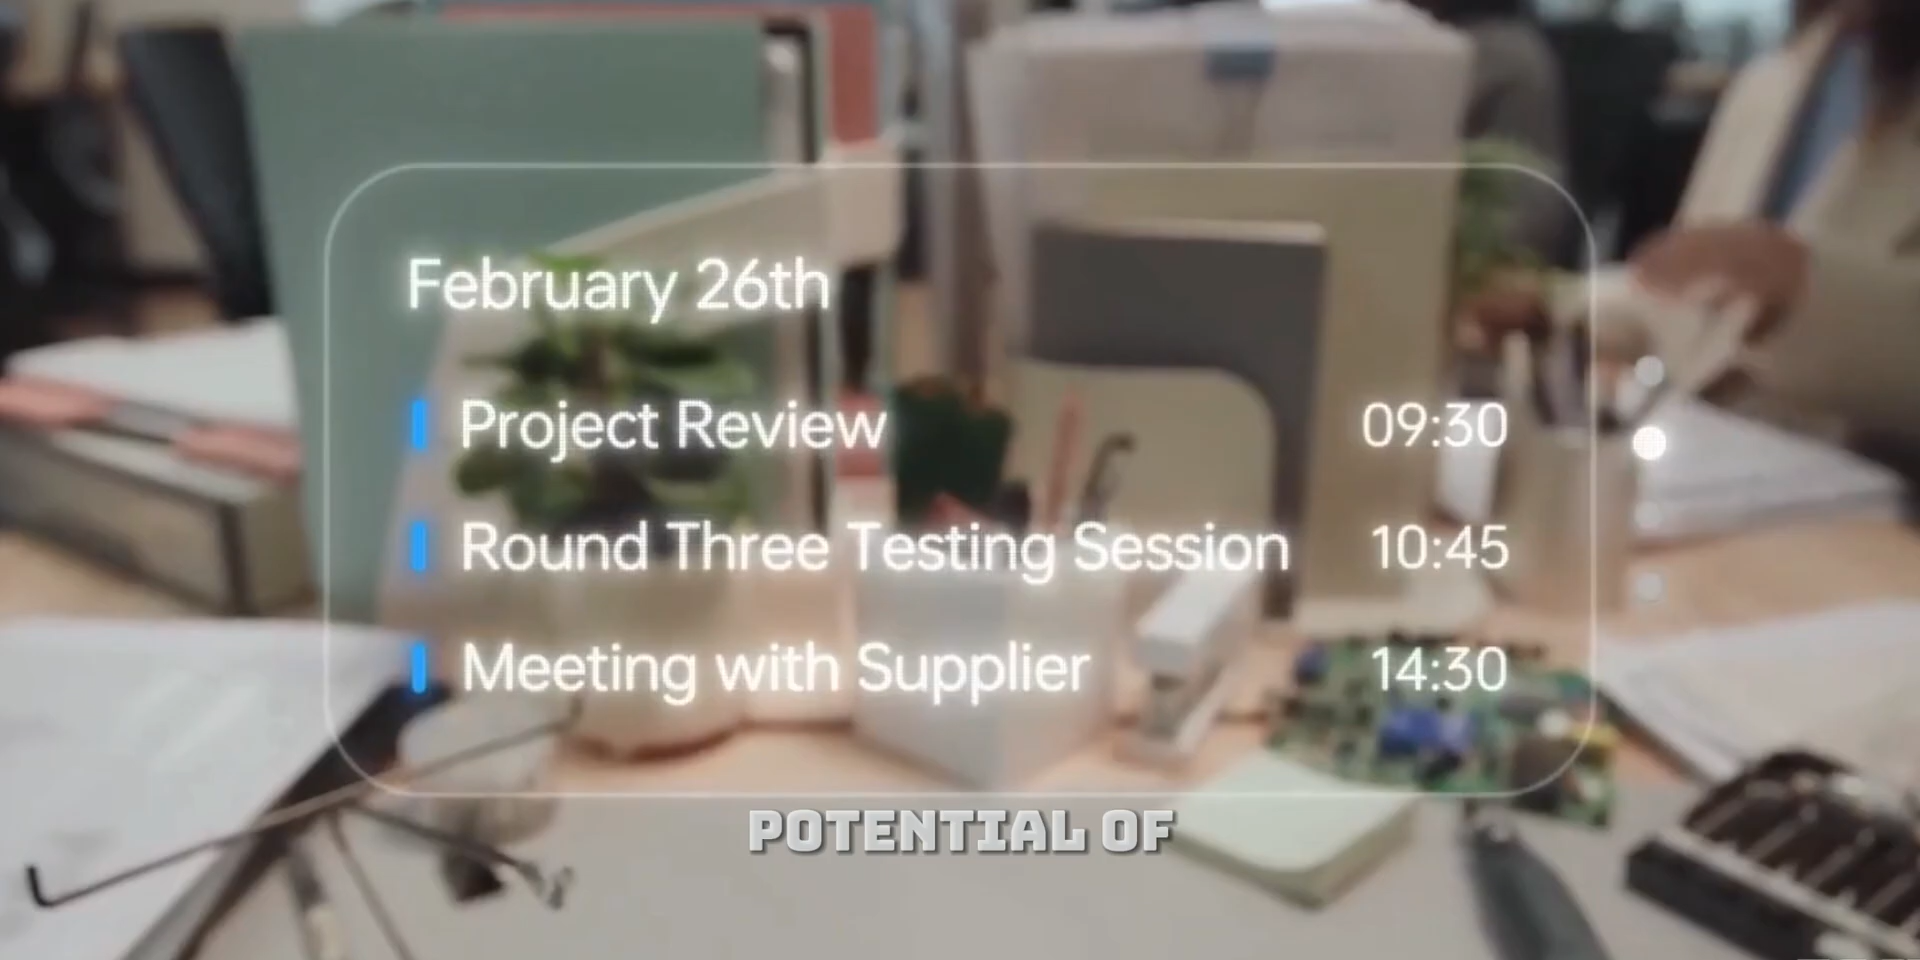 February 26th
Project Review 09:30
Round Three Testing Session 10:45
Meeting with Supplier 14:30
POTENTIAL OF